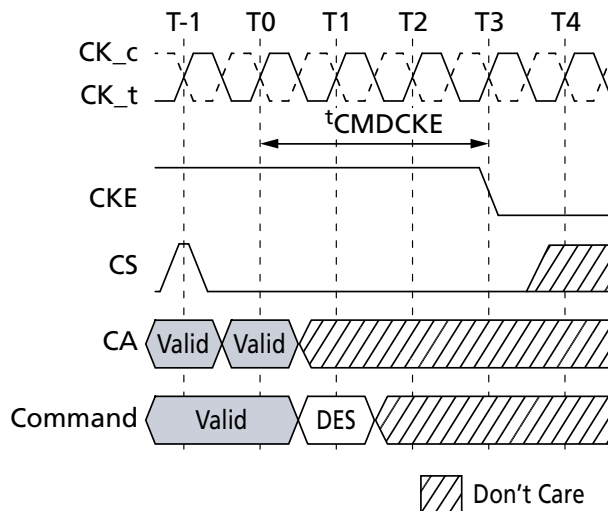 T-1 T0 T1 T2 T3 T4
CK_c
CK_t
tCMDCKE
CKE
CS
CA Valid Valid
Command Valid DES
Don't Care